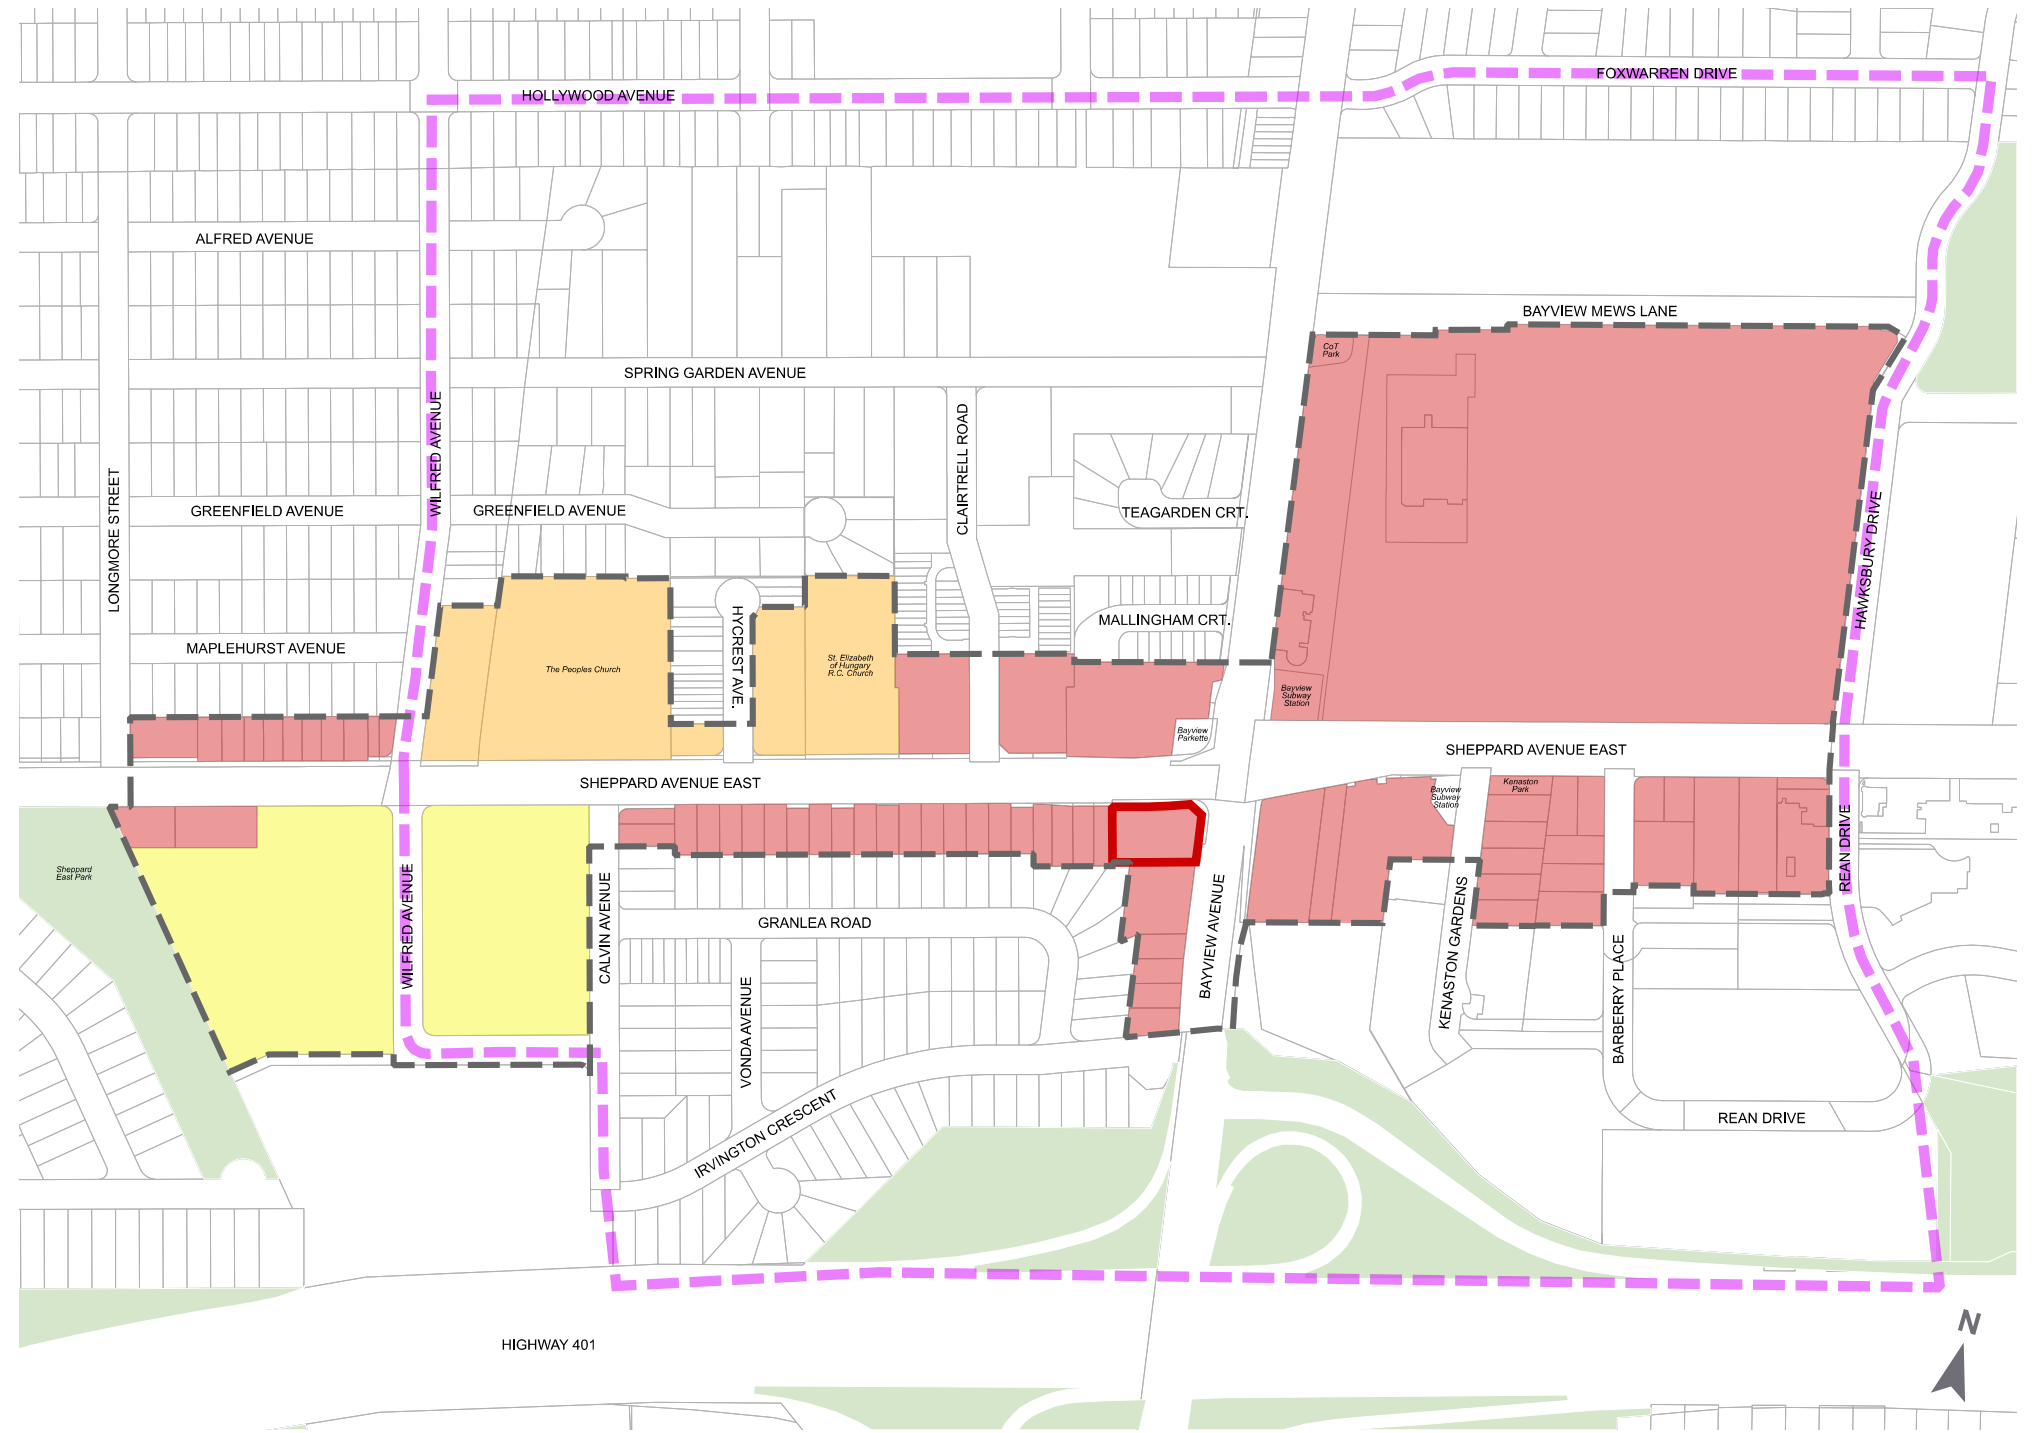 FOXWARREN DRIVE
HOLLYWOOD AVENUE
ALFRED AVENUE
BAYVIEW MEWS LANE
CoT
Park
SPRING GARDEN AVENUE
WILFRED AVENUE
CLAIRTRELL ROAD
LONGMORE STREET
GREENFIELD AVENUE
GREENFIELD AVENUE
TEAGARDEN CRT.
HAWKSBURY DRIVE
MALLINGHAM CRT.
HYCREST AVE.
MAPLEHURST AVENUE
The Peoples Church
St. Elizabeth
of Hungary
R.C. Church
Bayview
Subway
Station
Bayview
Parkette
SHEPPARD AVENUE EAST
SHEPPARD AVENUE EAST
Bayview
Subway
Station
Kenaston
Park
REAN DRIVE
Sheppard
East Park
WILFRED AVENUE
CALVIN AVENUE
GRANLEA ROAD
BAYVIEW AVENUE
KENASTON GARDENS
BARBERRY PLACE
VONDA AVENUE
IRVINGTON CRESCENT
REAN DRIVE
HIGHWAY 401
N